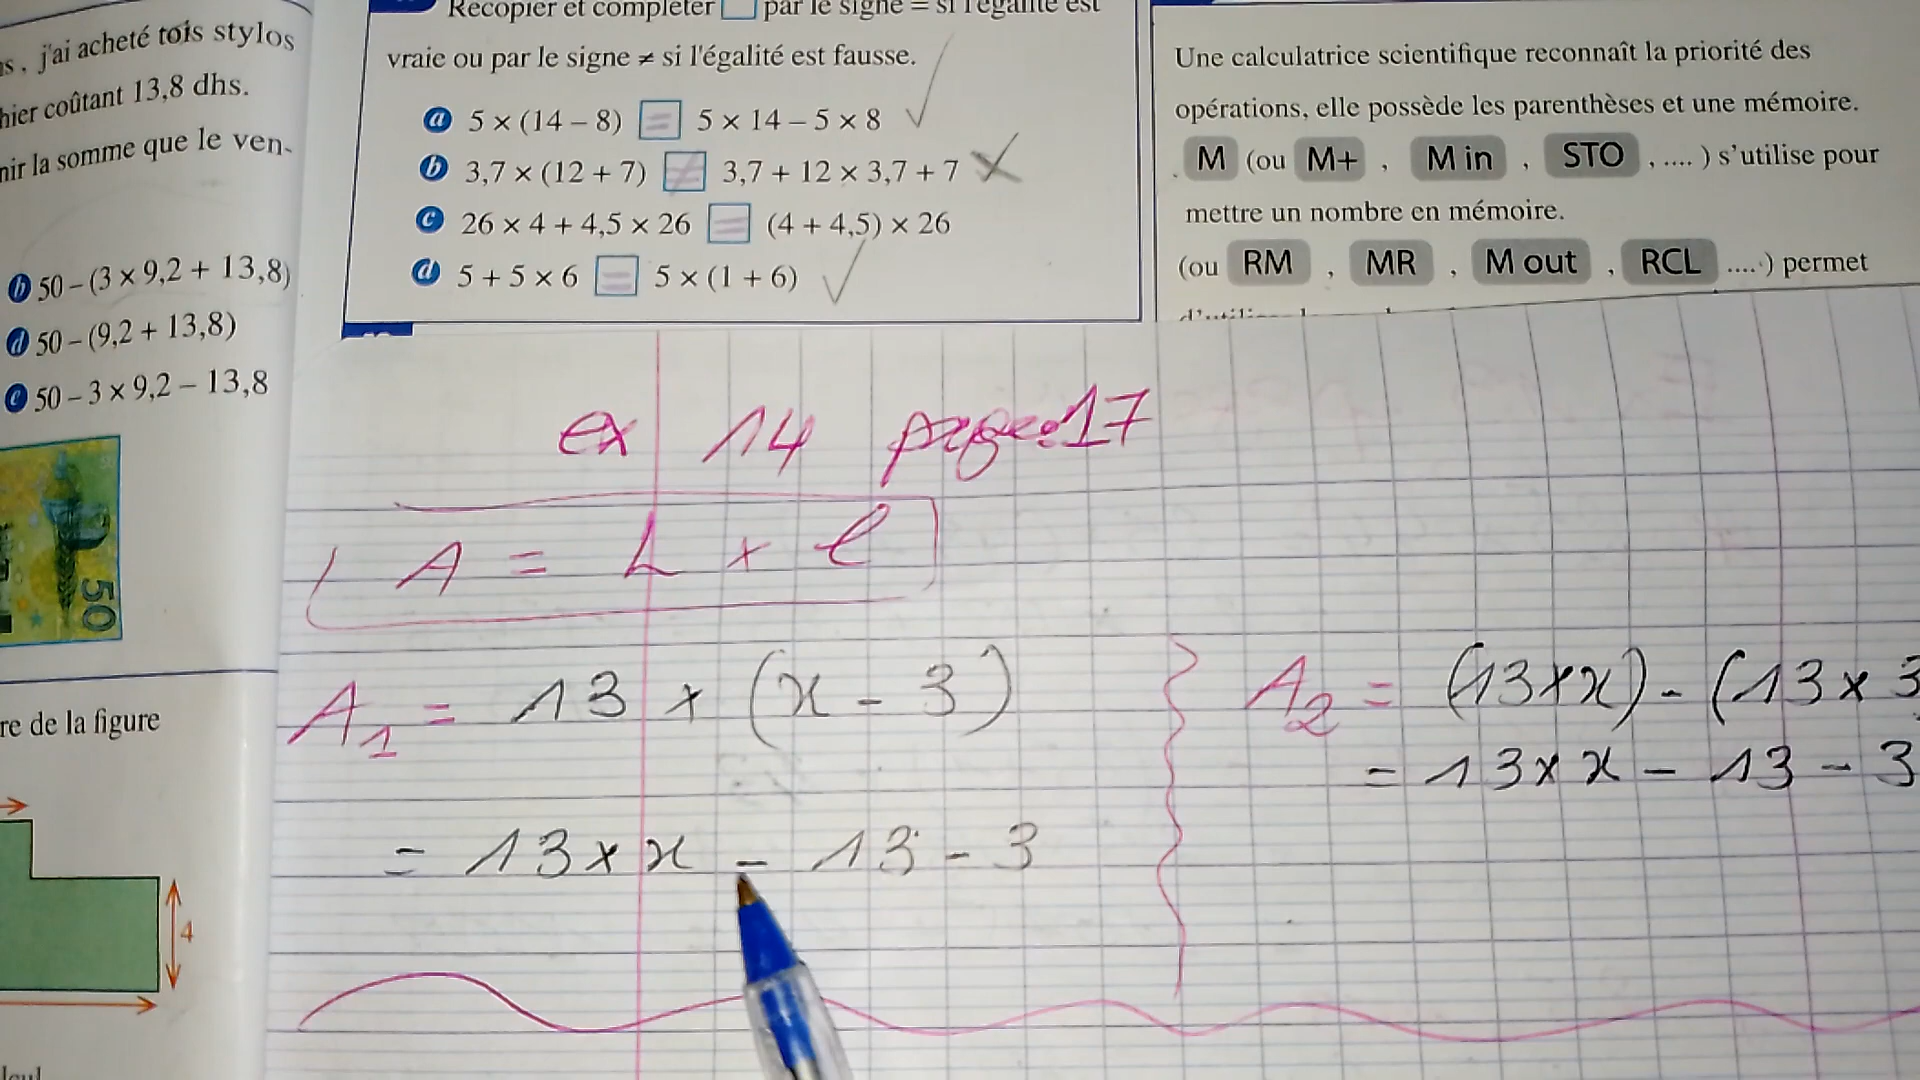 , j'ai acheté tois stylos
hier coûtant 13,8 dhs.
nir la somme que le ven-
b 50 – (3 × 9,2 + 13,8)
d 50 – (9,2 + 13,8)
e 50 – 3 × 9,2 – 13,8
50
re de la figure
4
Recopier et compléter □ par le signe = si l'égalité est
vraie ou par le signe ≠ si l'égalité est fausse.
a 5 × (14 – 8) = 5 × 14 – 5 × 8 ✓
b 3,7 × (12 + 7) ≠ 3,7 + 12 × 3,7 + 7 ×
c 26 × 4 + 4,5 × 26 = (4 + 4,5) × 26
d 5 + 5 × 6 = 5 × (1 + 6) ✓
Une calculatrice scientifique reconnaît la priorité des
opérations, elle possède les parenthèses et une mémoire.
M (ou M+ , M in , STO , .... ) s'utilise pour
mettre un nombre en mémoire.
(ou RM , MR , M out , RCL ....) permet
ex 14 page:17
A = L × l
A1 = 13 × (x - 3)
= 13 × x - 13 - 3
A2 = (13 × x) - (13 × 3
= 13 × x - 13 - 3